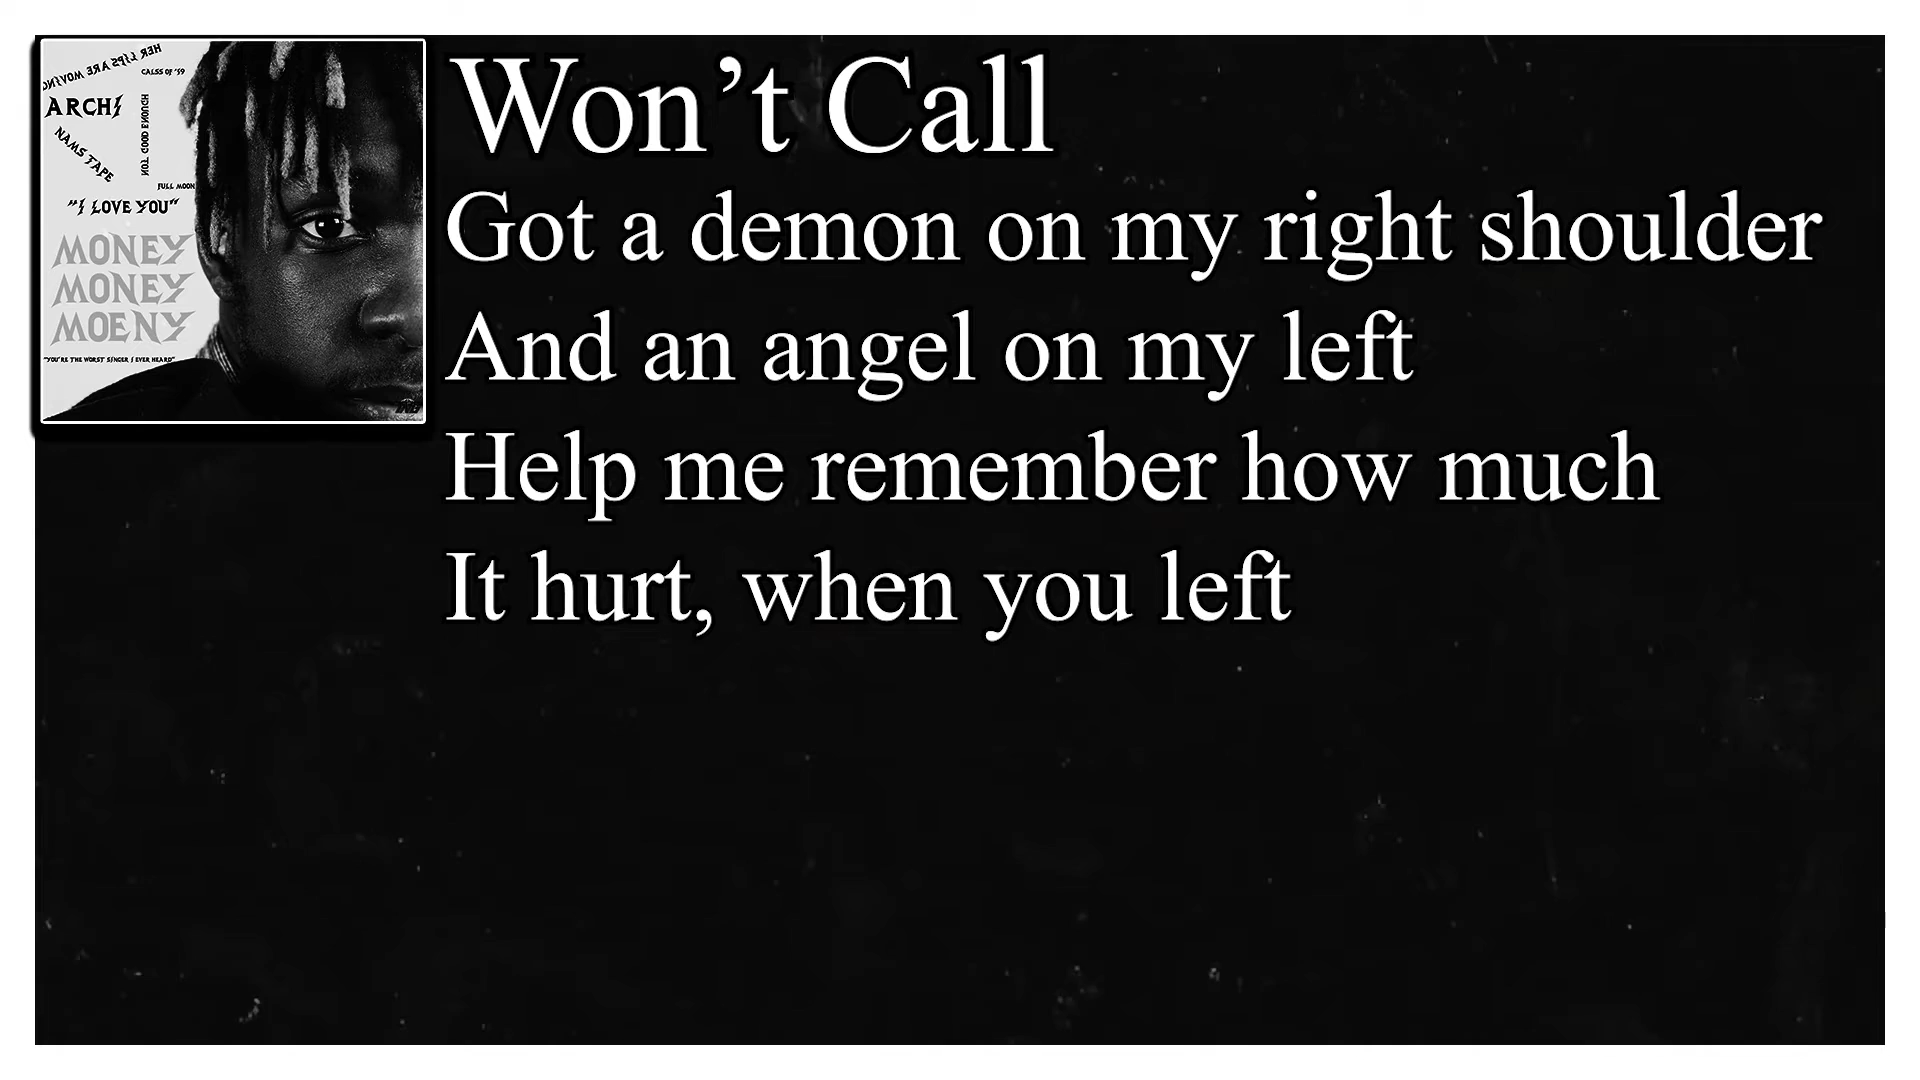 HER LIPS ARE MOVING
CALSS OF '59
ARCHI
NOT GOOD ENOUGH
NAMS TAPE
FULL MOON
"I LOVE YOU"
MONEY
MONEY
MOENY
"YOU'RE THE WORST SINGER I EVER HEARD"
Won't Call
Got a demon on my right shoulder
And an angel on my left
Help me remember how much
It hurt, when you left